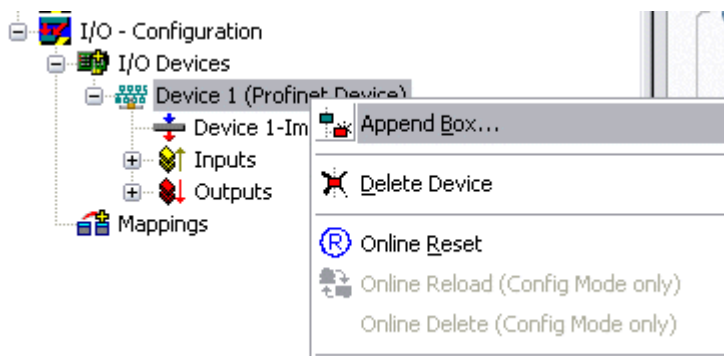 I/O - Configuration
I/O Devices
Device 1 (Profinet Device)
Device 1-Im
Inputs
Outputs
Mappings
Append Box...
Delete Device
R Online Reset
Online Reload (Config Mode only)
Online Delete (Config Mode only)